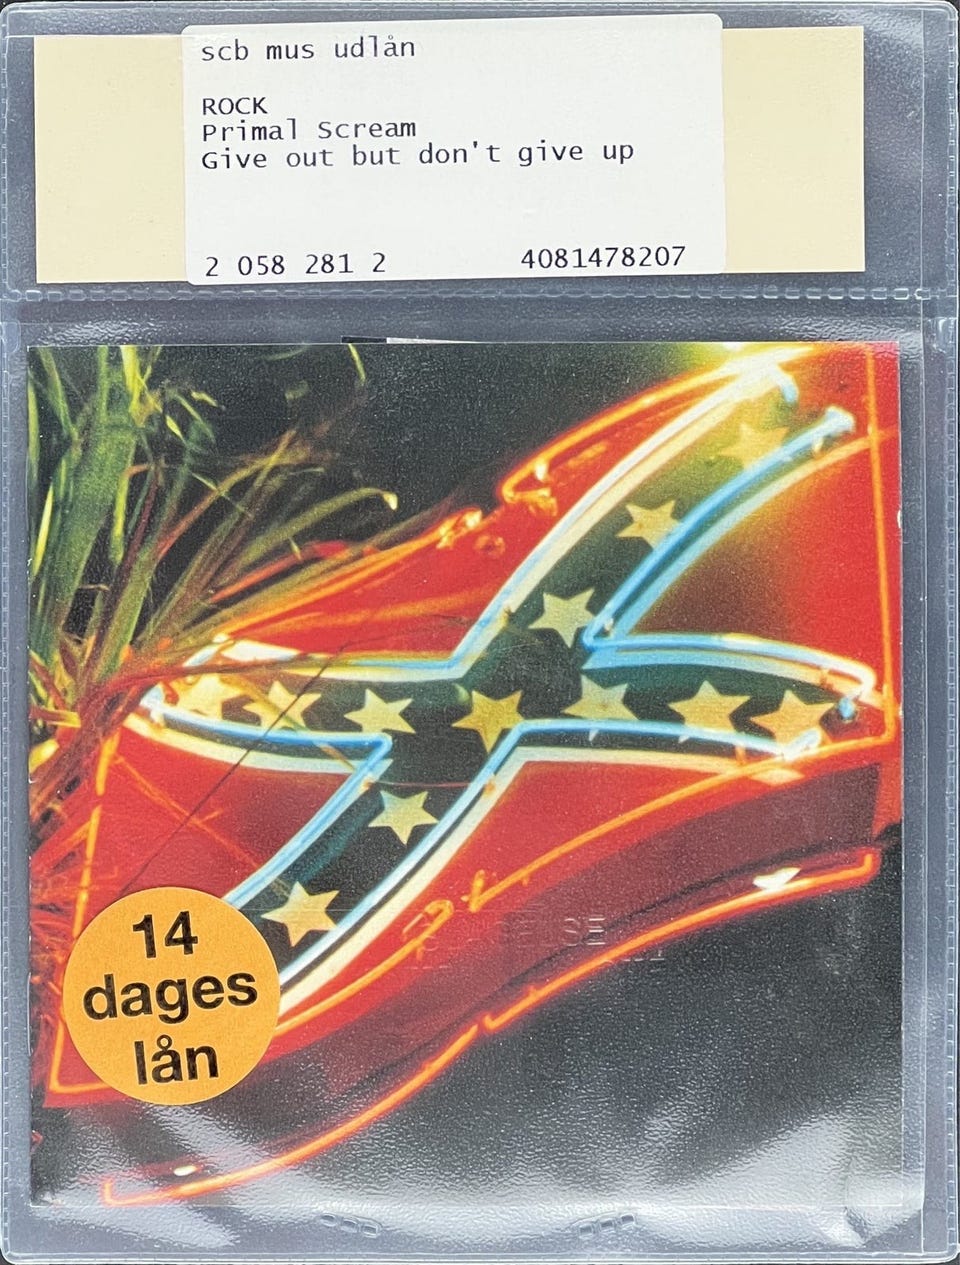 scb mus udlån
ROCK
Primal Scream
Give out but don't give up
2 058 281 2 4081478207
14
dages
lån